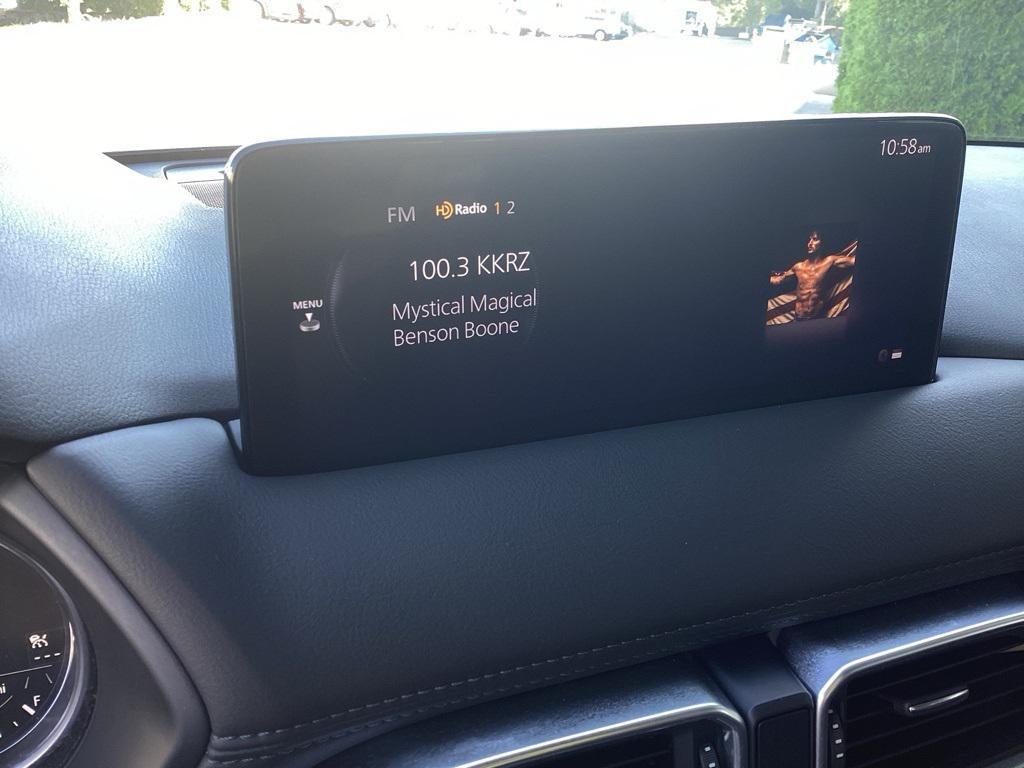 10:58am
FM HD Radio 1 2
100.3 KKRZ
MENU
Mystical Magical
Benson Boone
F